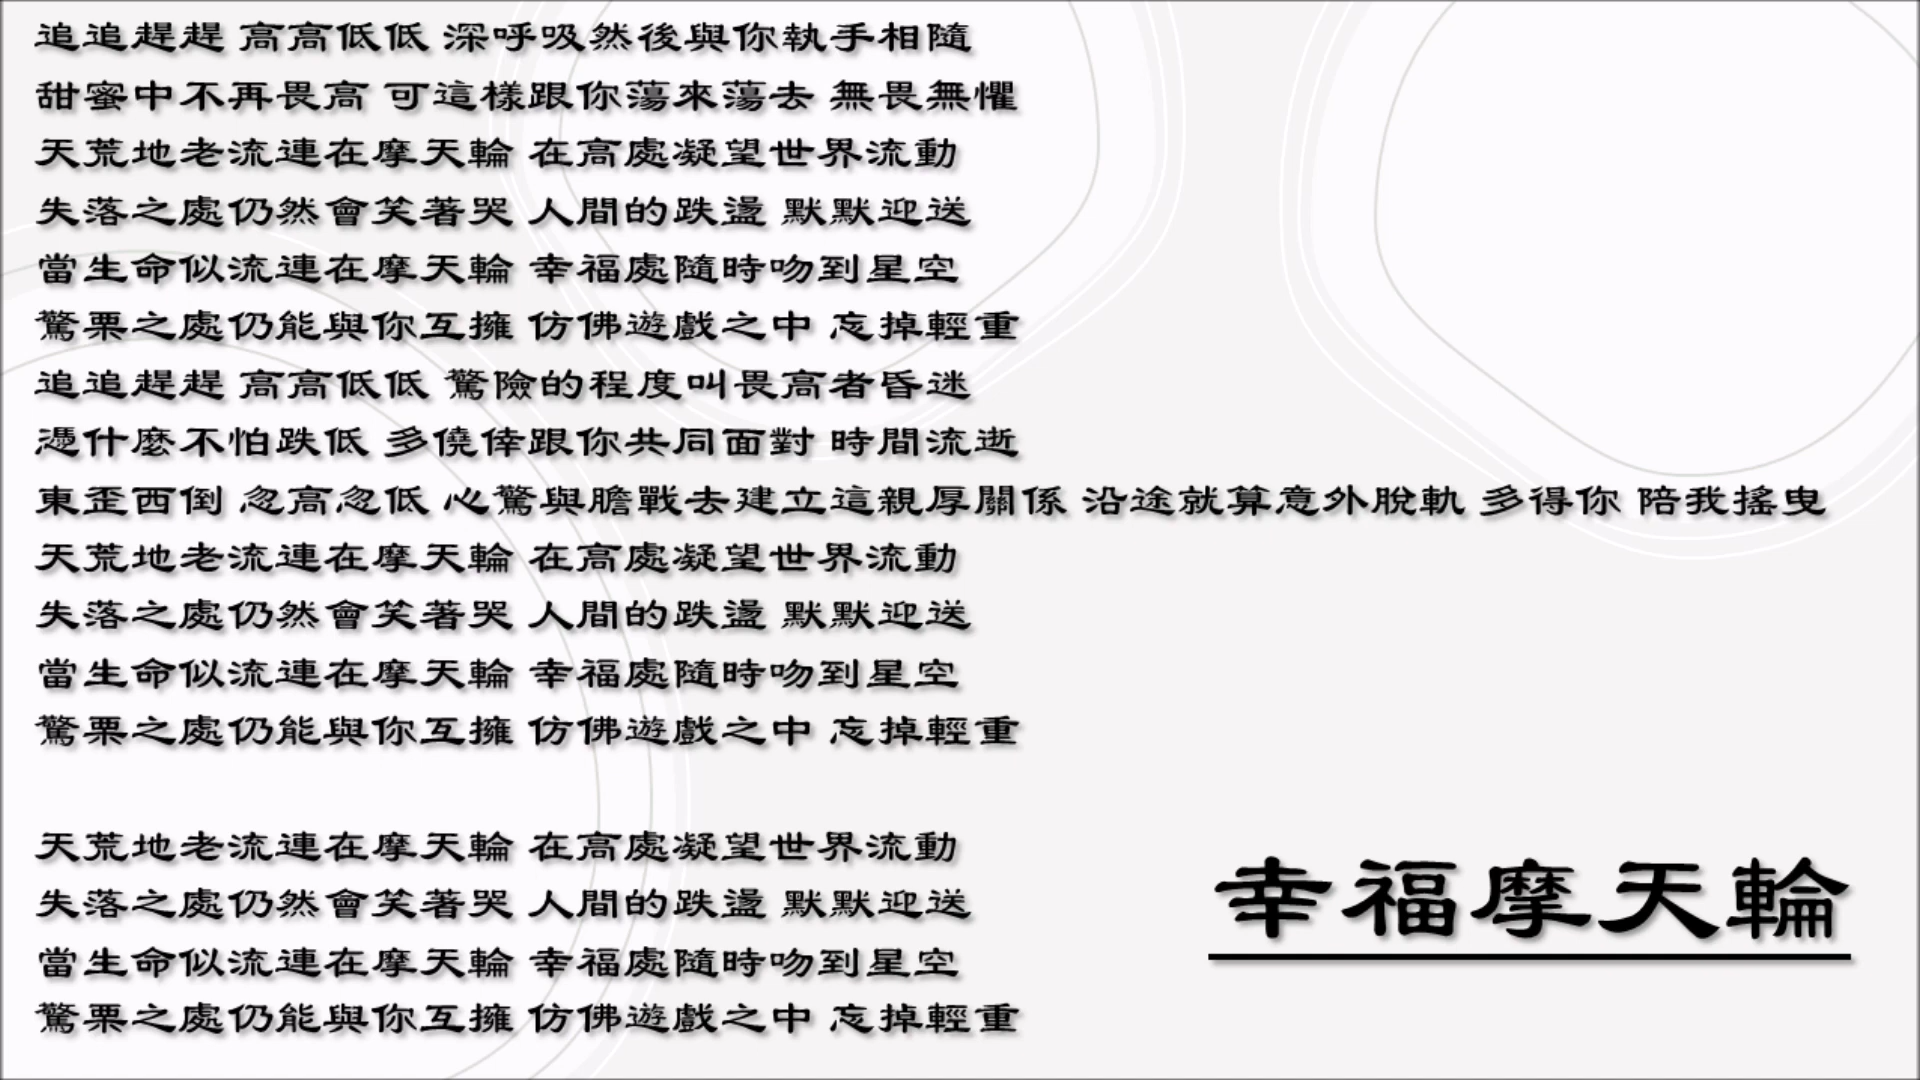 追追趕趕 高高低低 深呼吸然後與你執手相隨
甜蜜中不再畏高 可這樣跟你蕩來蕩去 無畏無懼
天荒地老流連在摩天輪 在高處凝望世界流動
失落之處仍然會笑著哭 人間的跌盪 默默迎送
當生命似流連在摩天輪 幸福處隨時吻到星空
驚栗之處仍能與你互擁 仿佛遊戲之中 忘掉輕重
追追趕趕 高高低低 驚險的程度叫畏高者昏迷
憑什麼不怕跌低 多僥倖跟你共同面對 時間流逝
東歪西倒 忽高忽低 心驚與膽戰去建立這親厚關係 沿途就算意外脫軌 多得你 陪我搖曳
天荒地老流連在摩天輪 在高處凝望世界流動
失落之處仍然會笑著哭 人間的跌盪 默默迎送
當生命似流連在摩天輪 幸福處隨時吻到星空
驚栗之處仍能與你互擁 仿佛遊戲之中 忘掉輕重
天荒地老流連在摩天輪 在高處凝望世界流動
失落之處仍然會笑著哭 人間的跌盪 默默迎送
當生命似流連在摩天輪 幸福處隨時吻到星空
驚栗之處仍能與你互擁 仿佛遊戲之中 忘掉輕重
幸福摩天輪